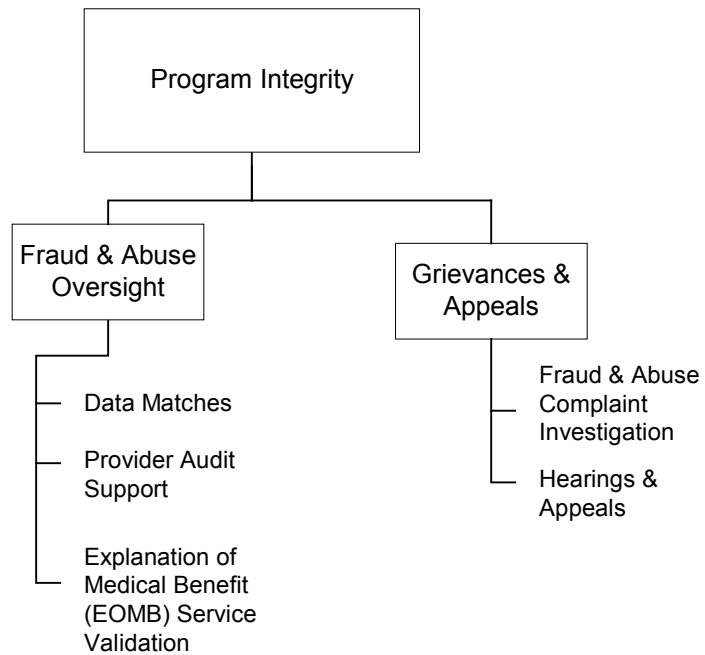 Program Integrity
Fraud & Abuse
Oversight
Data Matches
Provider Audit
Support
Explanation of
Medical Benefit
(EOMB) Service
Validation
Grievances &
Appeals
Fraud & Abuse
Complaint
Investigation
Hearings &
Appeals